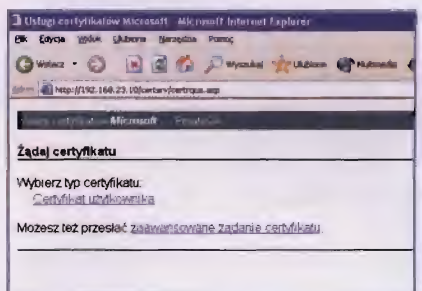 Usługi certyfikatów Microsoft - Microsoft Internet Explorer
Plik Edycja Widok Ulubione Narzędzia Pomoc
Wstecz Wyszukaj Ulubione Multimedia
http://192.168.23.10/certsrv/certrqus.asp
Microsoft
Żądaj certyfikatu
Wybierz typ certyfikatu:
Certyfikat użytkownika
Możesz też przesłać zaawansowane żądanie certyfikatu.